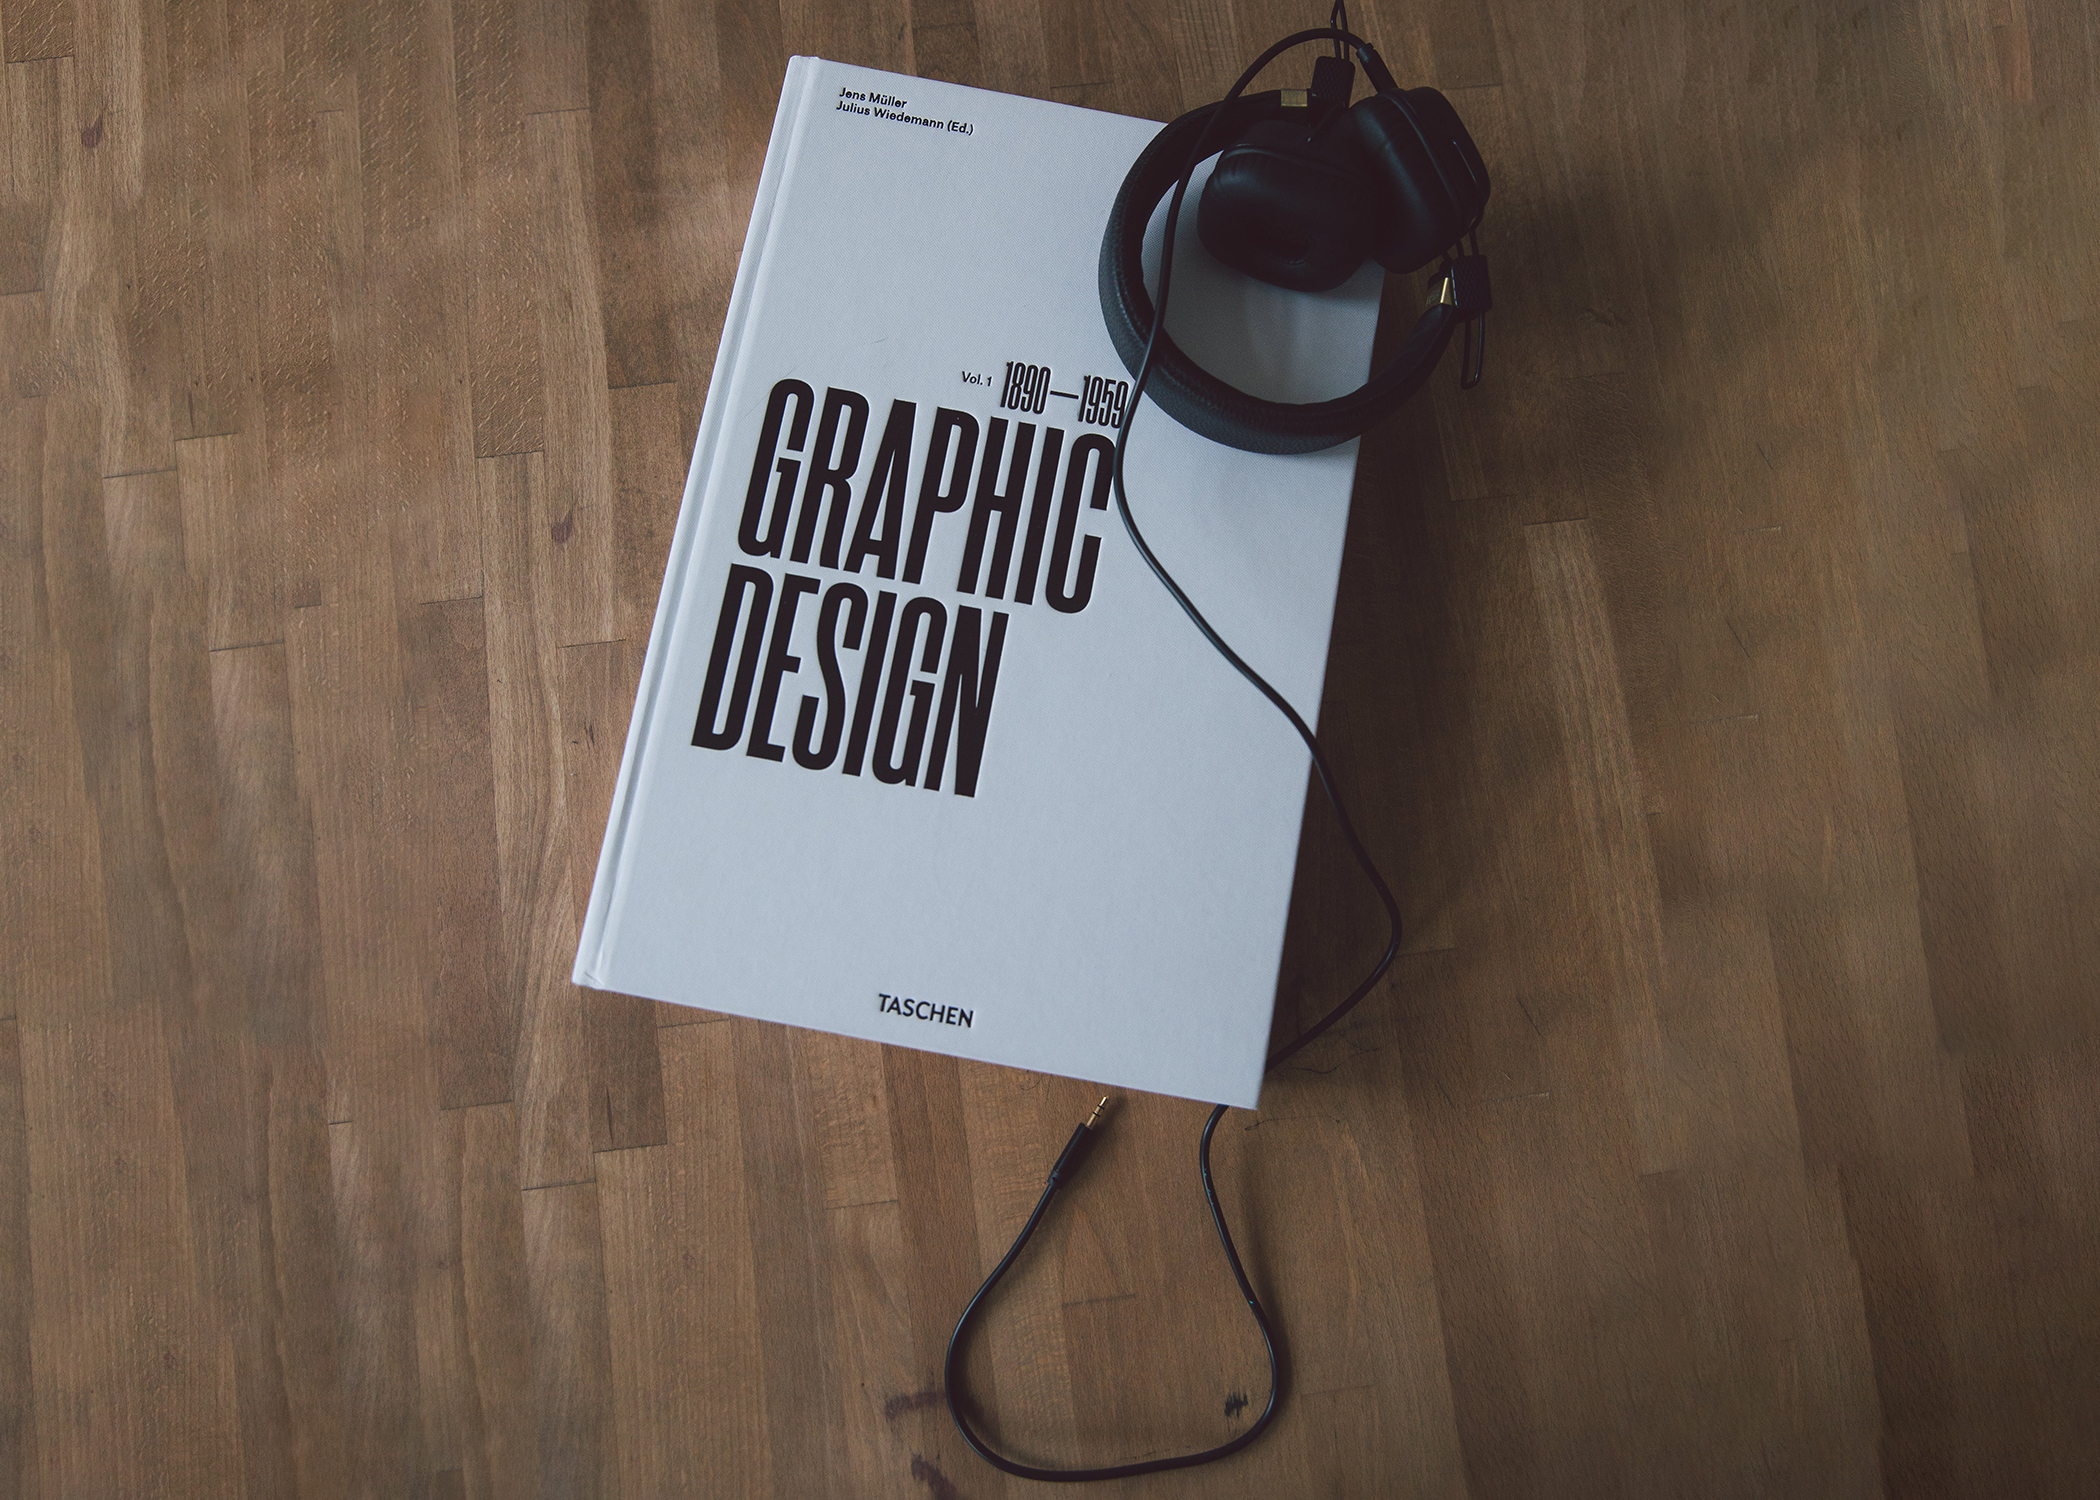 Jens Müller
Julius Wiedemann (Ed.)
Vol. 1 1890—1959
GRAPHIC
DESIGN
TASCHEN